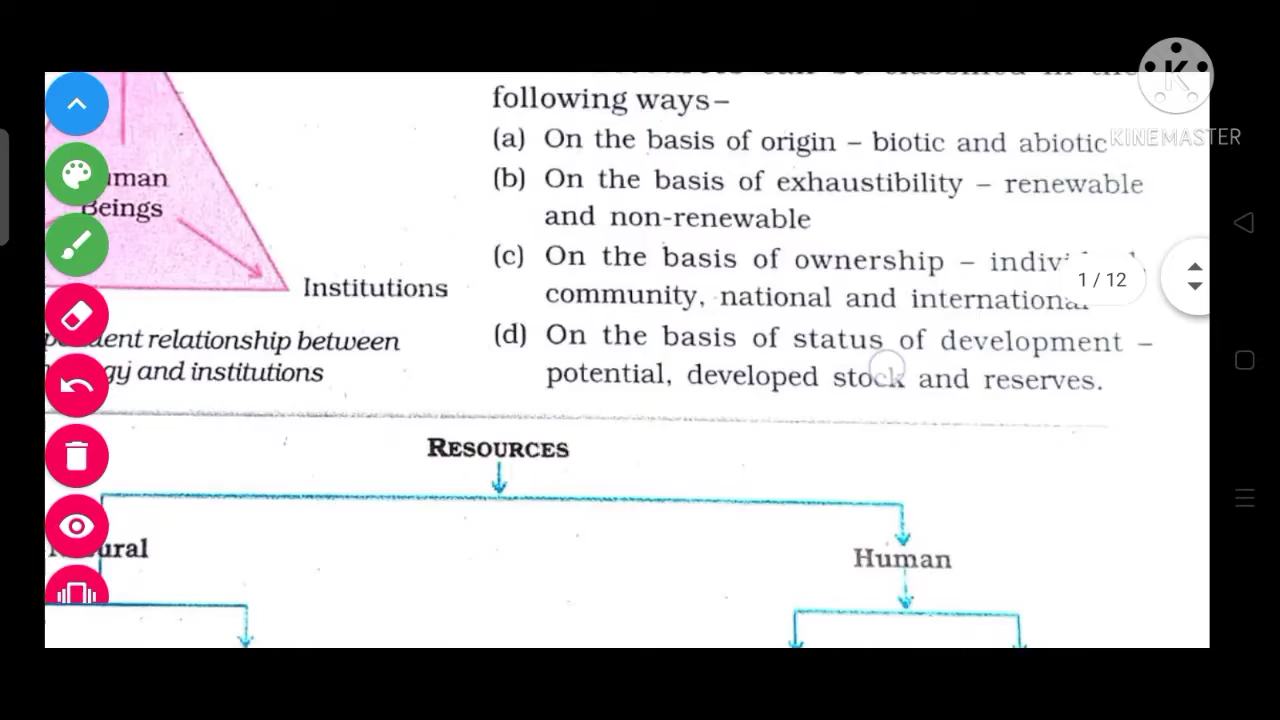 following ways–
(a) On the basis of origin – biotic and abiotic
(b) On the basis of exhaustibility – renewable
and non-renewable
(c) On the basis of ownership –
community, national and international
(d) On the basis of status of development –
potential, developed stock and reserves.
Beings
Institutions
relationship between
and institutions
RESOURCES
Human
1 / 12
K
KINEMASTER